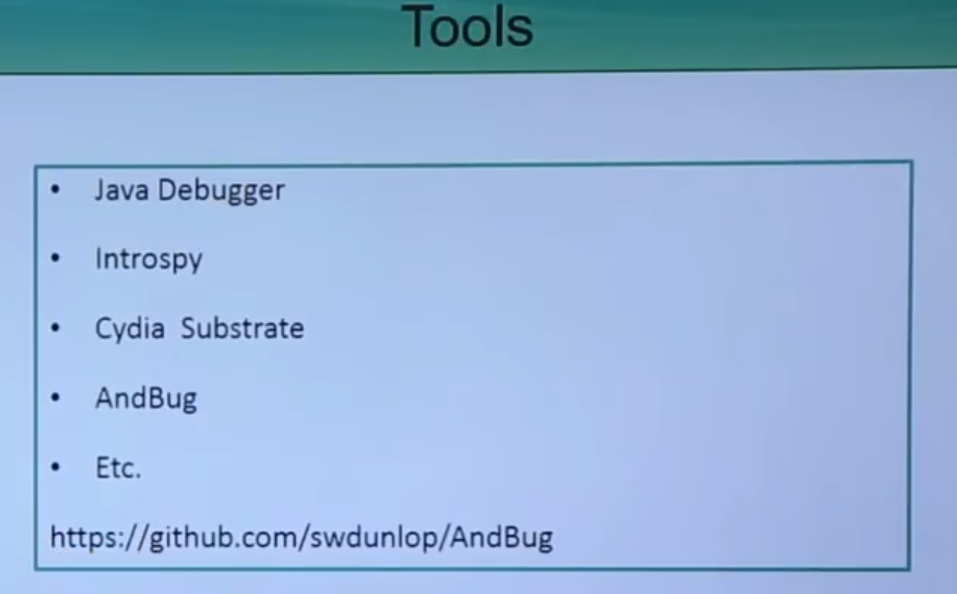 Tools
• Java Debugger
• Introspy
• Cydia Substrate
• AndBug
• Etc.
https://github.com/swdunlop/AndBug